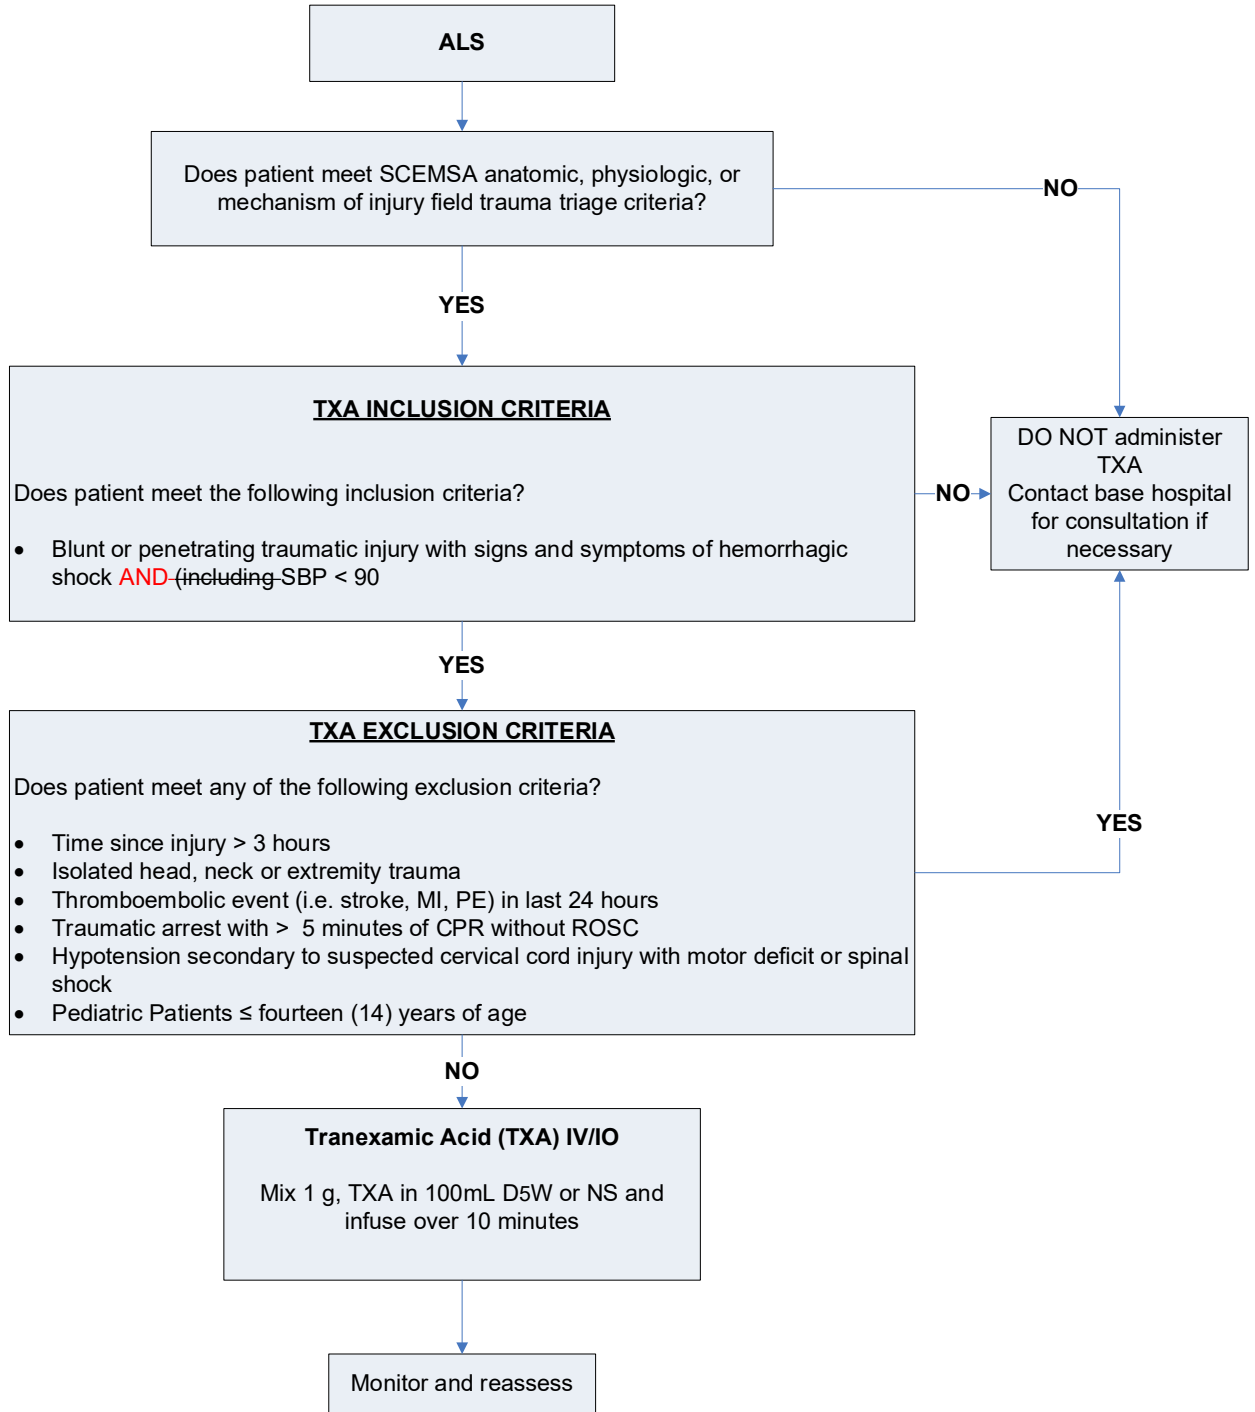 ALS
Does patient meet SCEMSA anatomic, physiologic, or
mechanism of injury field trauma triage criteria?
NO
YES
TXA INCLUSION CRITERIA
Does patient meet the following inclusion criteria?
• Blunt or penetrating traumatic injury with signs and symptoms of hemorrhagic
shock AND (including SBP < 90
NO
DO NOT administer
TXA
Contact base hospital
for consultation if
necessary
YES
TXA EXCLUSION CRITERIA
Does patient meet any of the following exclusion criteria?
• Time since injury > 3 hours
• Isolated head, neck or extremity trauma
• Thromboembolic event (i.e. stroke, MI, PE) in last 24 hours
• Traumatic arrest with >  5 minutes of CPR without ROSC
• Hypotension secondary to suspected cervical cord injury with motor deficit or spinal
shock
• Pediatric Patients ≤ fourteen (14) years of age
YES
NO
Tranexamic Acid (TXA) IV/IO
Mix 1 g, TXA in 100mL D5W or NS and
infuse over 10 minutes
Monitor and reassess